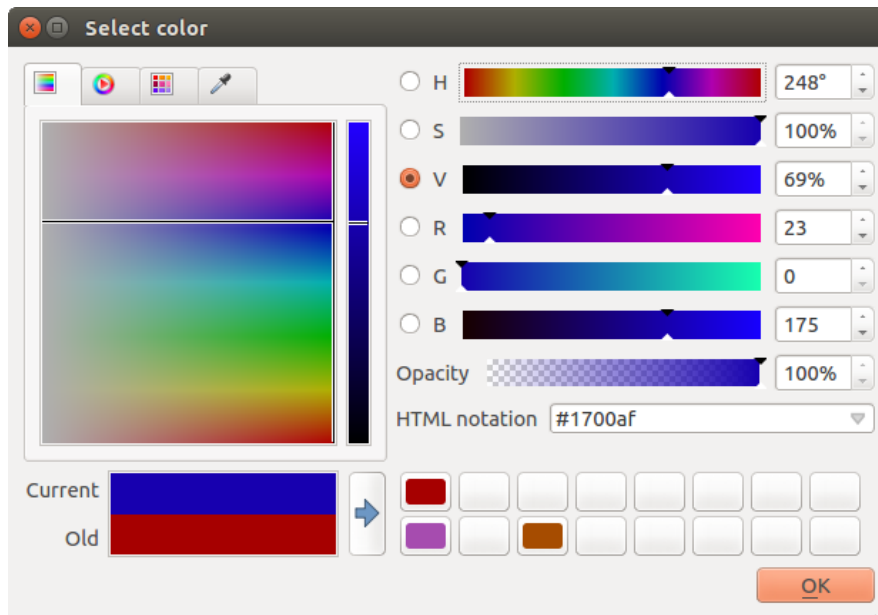 Select color
H 248°
S 100%
V 69%
R 23
G 0
B 175
Opacity 100%
HTML notation #1700af
Current
Old
OK